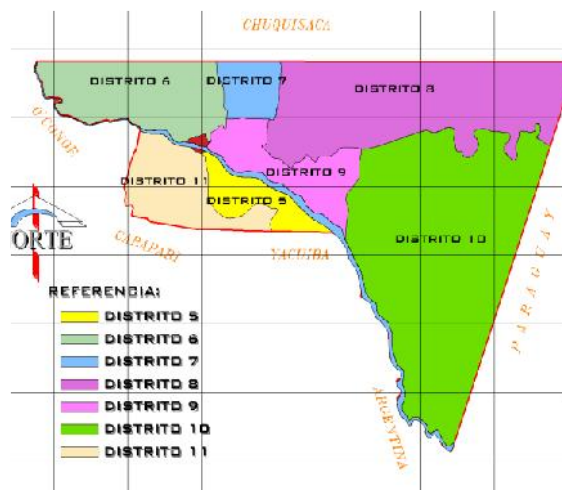 CHUQUISACA
DISTRITO 6
DISTRITO 7
DISTRITO 8
O'CONOR
DISTRITO 11
DISTRITO 9
DISTRITO 5
ORTE
CARAPARI
YACUIBA
DISTRITO 10
PARAGUAY
ARGENTINA
REFERENCIA:
DISTRITO 5
DISTRITO 6
DISTRITO 7
DISTRITO 8
DISTRITO 9
DISTRITO 10
DISTRITO 11